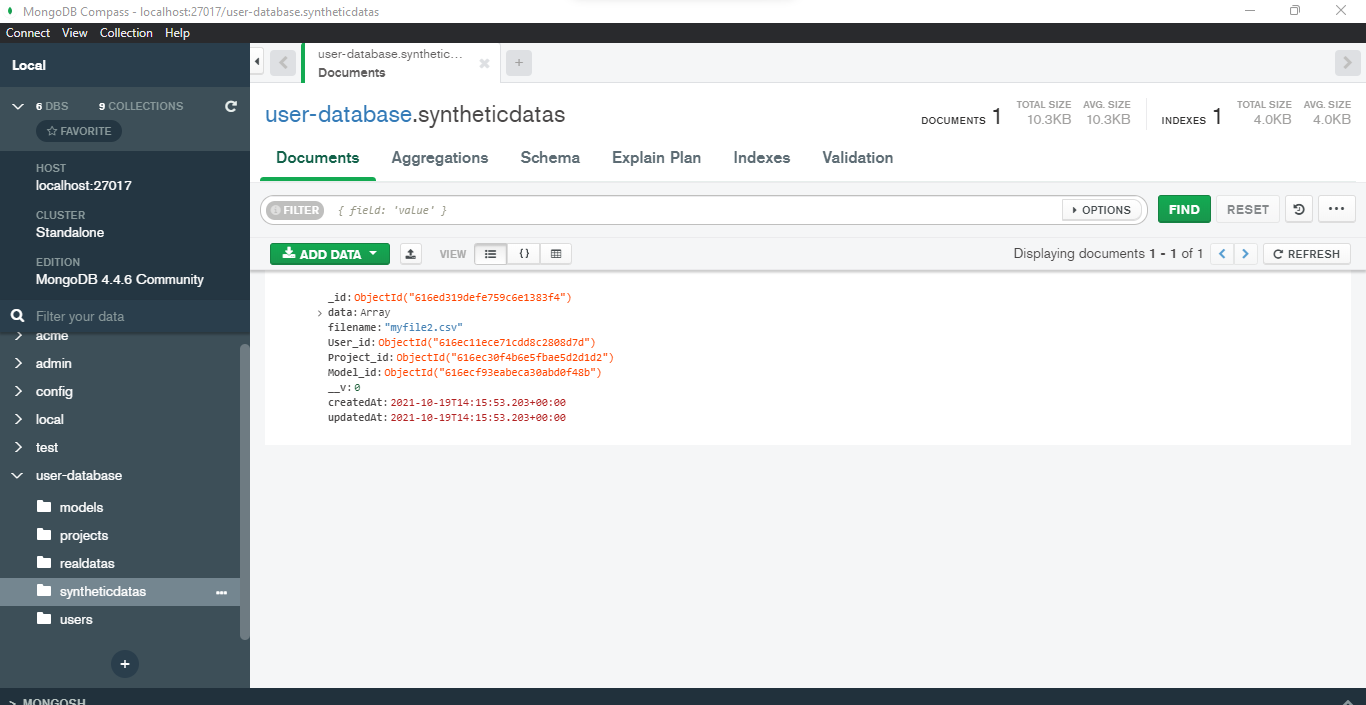 MongoDB Compass - localhost:27017/user-database.syntheticdatas
Connect View Collection Help
Local
6 DBS 9 COLLECTIONS
FAVORITE
HOST
localhost:27017
CLUSTER
Standalone
EDITION
MongoDB 4.4.6 Community
Filter your data
acme
admin
config
local
test
user-database
models
projects
realdatas
syntheticdatas
users
user-database.synthetic...
Documents
user-database.syntheticdatas
DOCUMENTS 1 TOTAL SIZE 10.3KB AVG. SIZE 10.3KB
INDEXES 1 TOTAL SIZE 4.0KB AVG. SIZE 4.0KB
Documents Aggregations Schema Explain Plan Indexes Validation
FILTER { field: 'value' } OPTIONS FIND RESET
ADD DATA VIEW Displaying documents 1 - 1 of 1 REFRESH
_id: ObjectId("616ed319defe759c6e1383f4")
data: Array
filename: "myfile2.csv"
User_id: ObjectId("616ec11ece71cdd8c2808d7d")
Project_id: ObjectId("616ec30f4b6e5fbae5d2d1d2")
Model_id: ObjectId("616ecf93eabeca30abd0f48b")
__v: 0
createdAt: 2021-10-19T14:15:53.203+00:00
updatedAt: 2021-10-19T14:15:53.203+00:00
>_MONGOSH